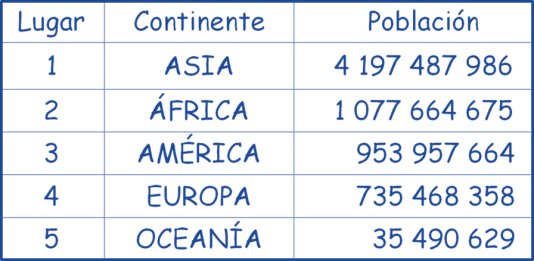 Lugar Continente Población
1 ASIA 4 197 487 986
2 ÁFRICA 1 077 664 675
3 AMÉRICA 953 957 664
4 EUROPA 735 468 358
5 OCEANÍA 35 490 629